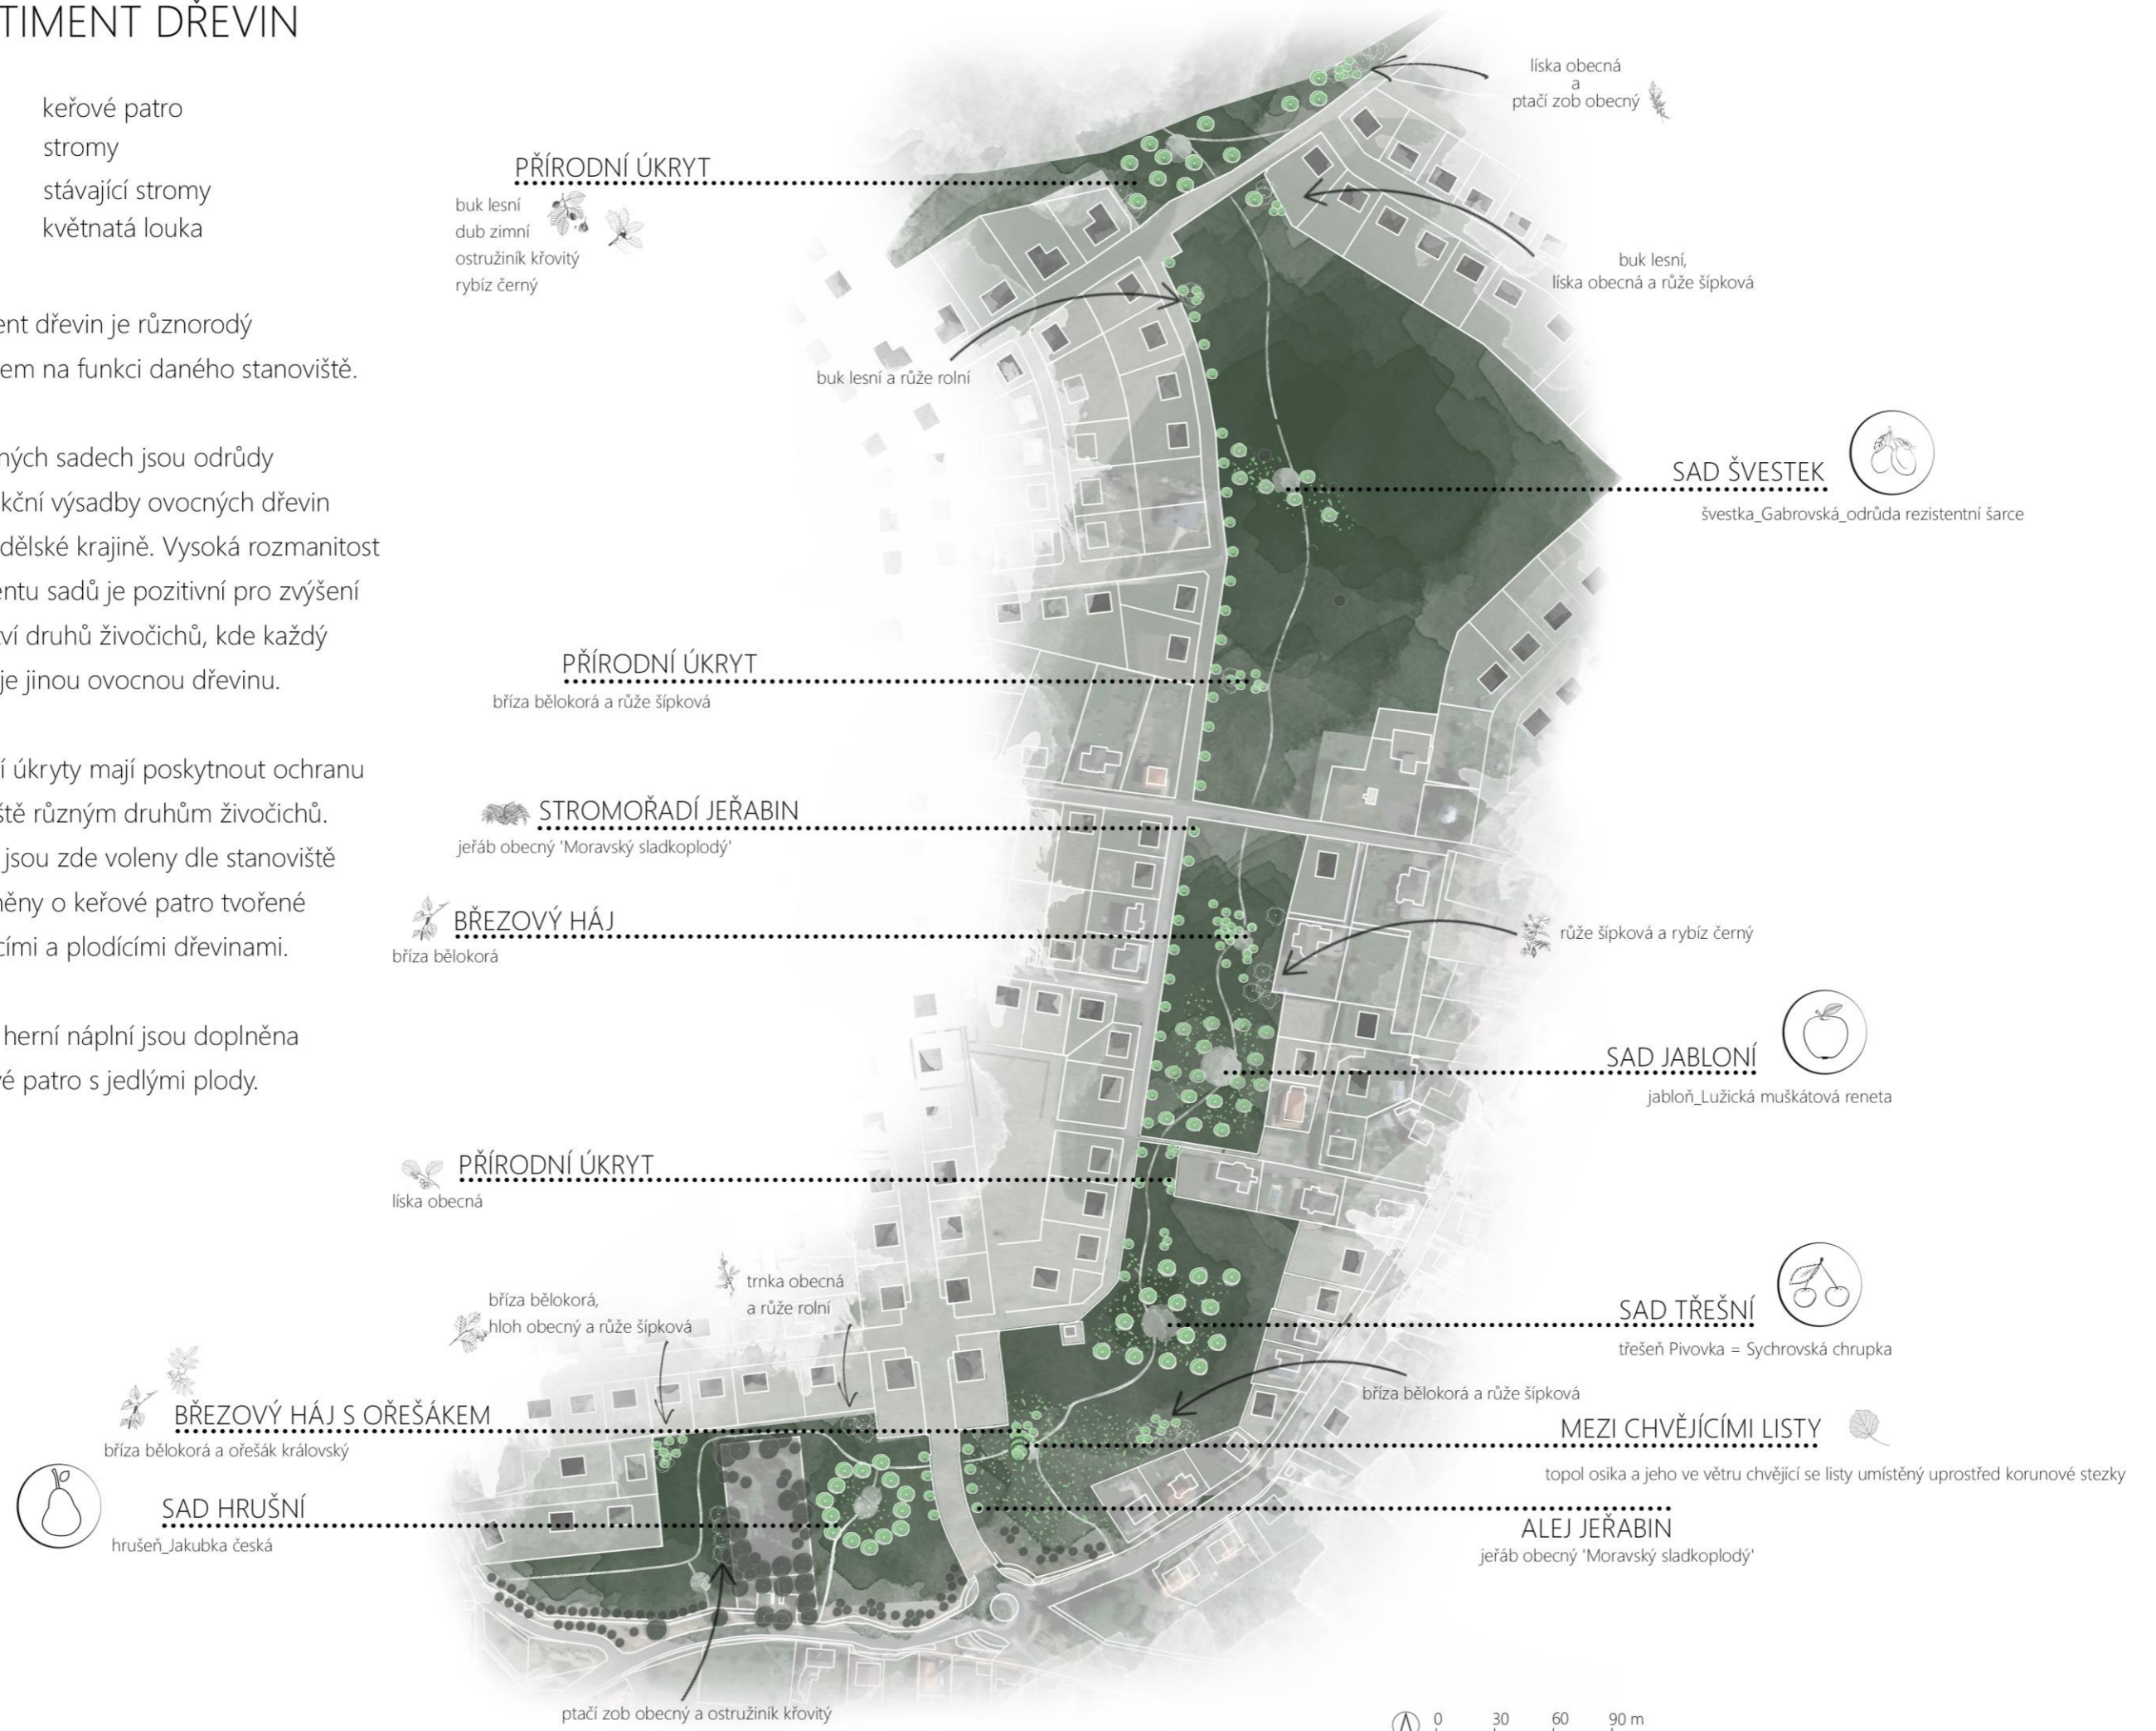 TIMENT DŘEVIN
keřové patro
stromy
stávající stromy
květnatá louka
ent dřevin je různorodý
em na funkci daného stanoviště.
ných sadech jsou odrůdy
kční výsadby ovocných dřevin
dělské krajině. Vysoká rozmanitost
entu sadů je pozitivní pro zvýšení
tví druhů živočichů, kde každý
je jinou ovocnou dřevinu.
í úkryty mají poskytnout ochranu
ště různým druhům živočichů.
jsou zde voleny dle stanoviště
něny o keřové patro tvořené
cími a plodícími dřevinami.
herní náplní jsou doplněna
vé patro s jedlými plody.
líska obecná
a
ptačí zob obecný
PŘÍRODNÍ ÚKRYT
buk lesní
dub zimní
ostružiník křovitý
rybíz černý
buk lesní,
líska obecná a růže šípková
buk lesní a růže rolní
SAD ŠVESTEK
švestka_Gabrovská_odrůda rezistentní šarce
PŘÍRODNÍ ÚKRYT
bříza bělokorá a růže šípková
STROMOŘADÍ JEŘABIN
jeřáb obecný 'Moravský sladkoplodý'
BŘEZOVÝ HÁJ
bříza bělokorá
růže šípková a rybíz černý
SAD JABLONÍ
jabloň_Lužická muškátová reneta
PŘÍRODNÍ ÚKRYT
líska obecná
trnka obecná
a růže rolní
bříza bělokorá,
hloh obecný a růže šípková
SAD TŘEŠNÍ
třešeň Pivovka = Sychrovská chrupka
bříza bělokorá a růže šípková
BŘEZOVÝ HÁJ S OŘEŠÁKEM
bříza bělokorá a ořešák královský
MEZI CHVĚJÍCÍMI LISTY
topol osika a jeho ve větru chvějící se listy umístěný uprostřed korunové stezky
SAD HRUŠNÍ
hrušeň_Jakubka česká
ALEJ JEŘABIN
jeřáb obecný 'Moravský sladkoplodý'
ptačí zob obecný a ostružiník křovitý
0 30 60 90 m